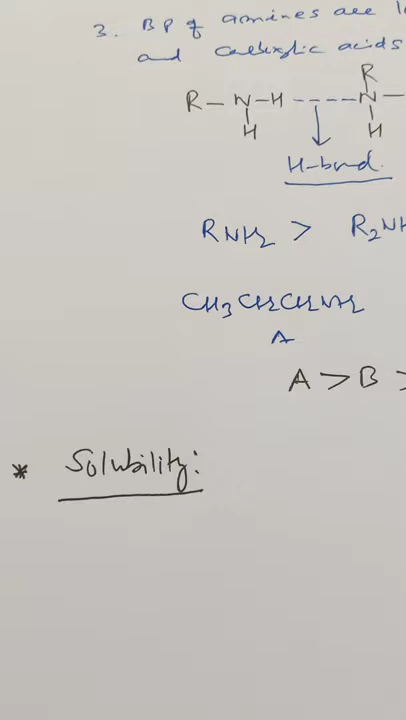 3. BP of amines are
and carboxylic acids
R
R – N – H ---- N –
H H
H-bond.
RNH2 > R2NH
CH3CH2CH2NH2
A
A > B >
* Solubility: